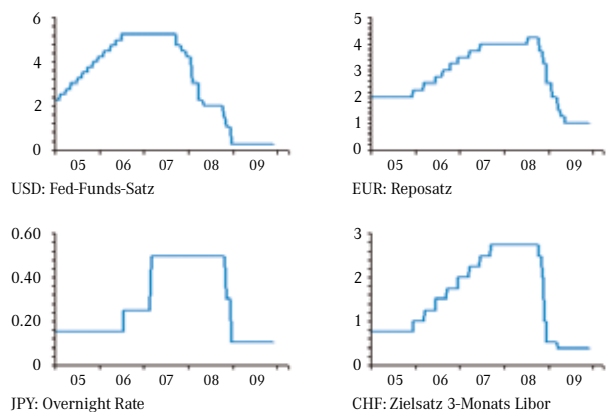 6
4
2
0
05 06 07 08 09
USD: Fed-Funds-Satz
5
4
3
2
1
0
05 06 07 08 09
EUR: Reposatz
0.60
0.40
0.20
0
05 06 07 08 09
JPY: Overnight Rate
3
2
1
0
05 06 07 08 09
CHF: Zielsatz 3-Monats Libor